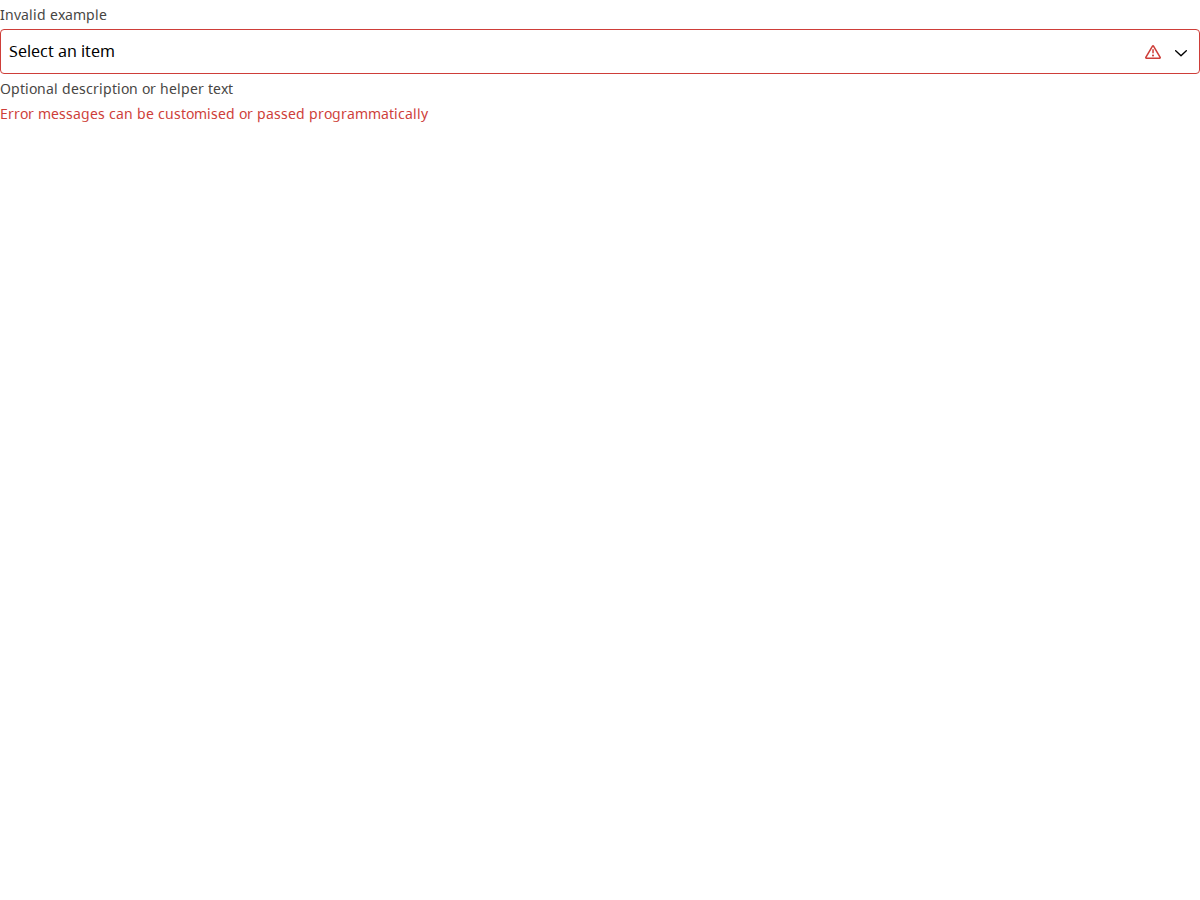 Invalid example
Select an item
Optional description or helper text
Error messages can be customised or passed programmatically